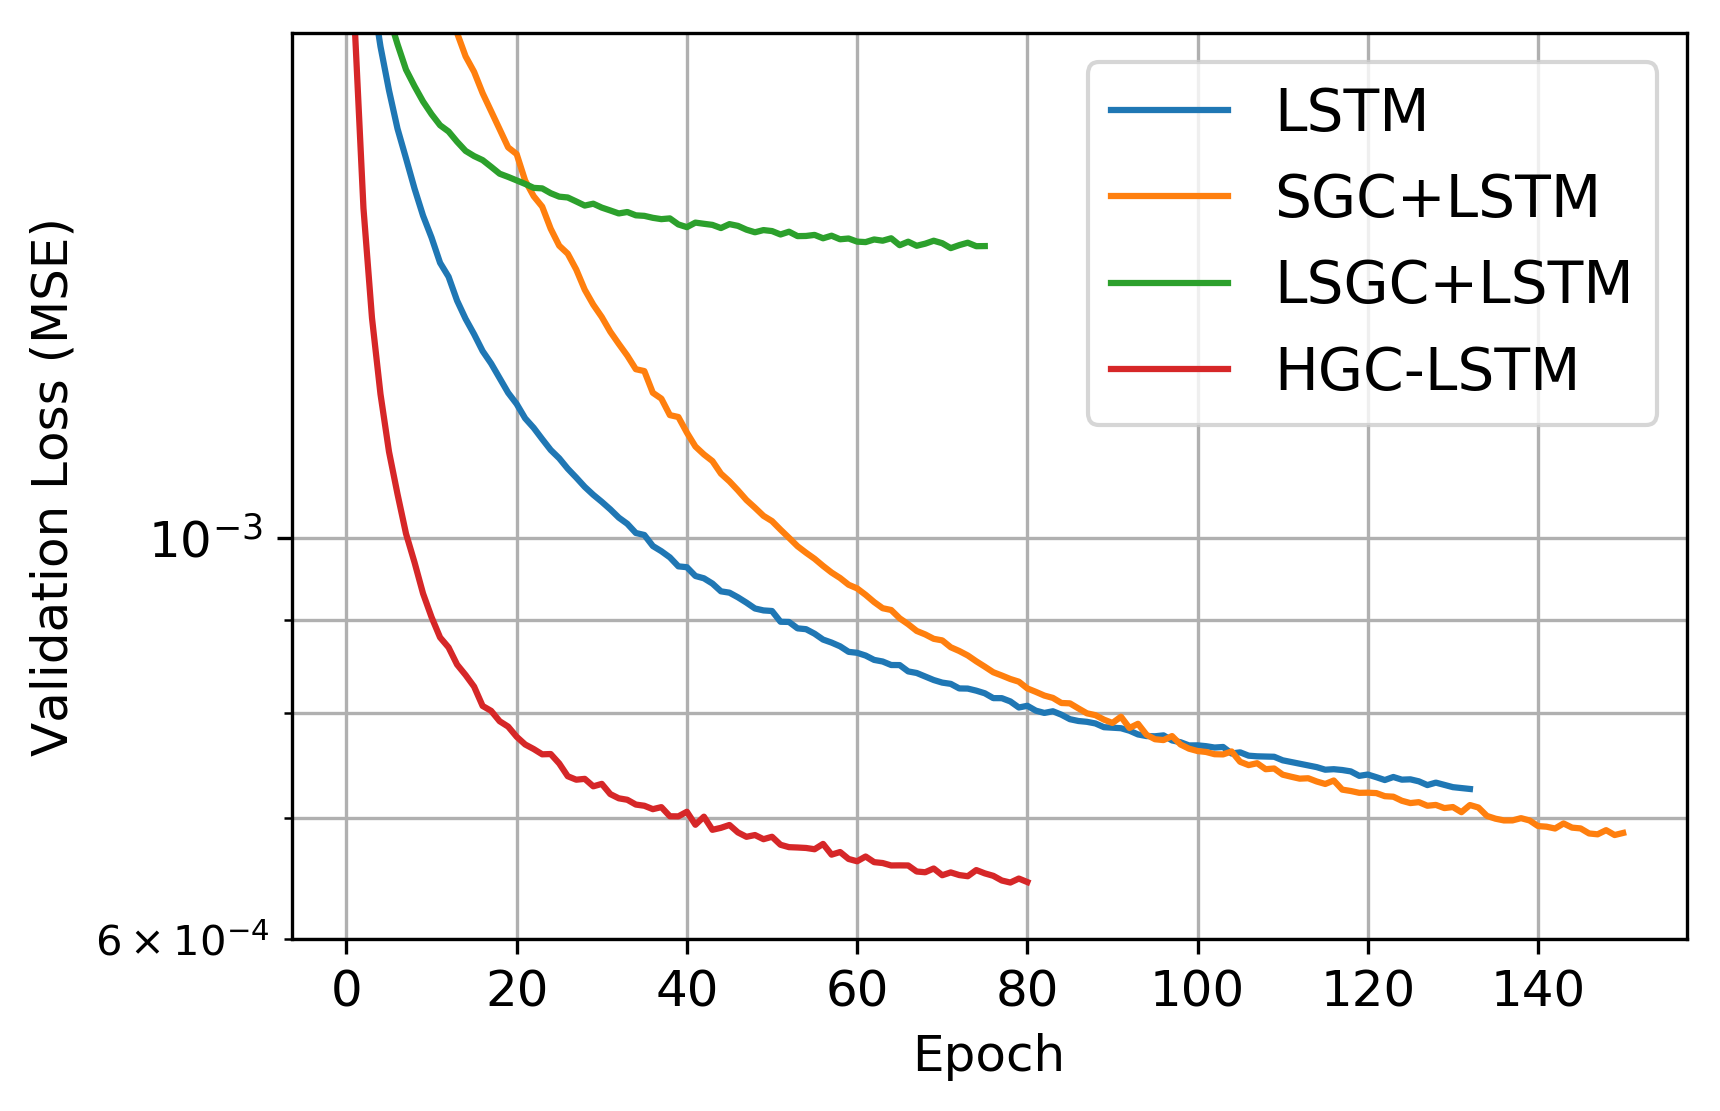 Validation Loss (MSE)
10⁻³
6 × 10⁻⁴
LSTM
SGC+LSTM
LSGC+LSTM
HGC-LSTM
0 20 40 60 80 100 120 140
Epoch